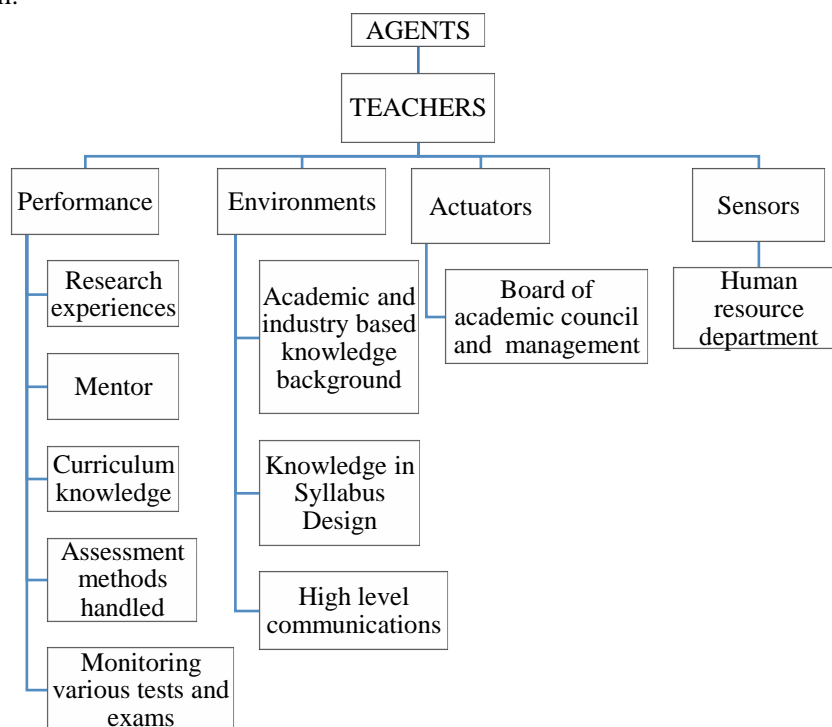 n.
AGENTS
TEACHERS
Performance
Environments
Actuators
Sensors
Research
experiences
Mentor
Curriculum
knowledge
Assessment
methods
handled
Monitoring
various tests and
exams
Academic and
industry based
knowledge
background
Knowledge in
Syllabus
Design
High level
communications
Board of
academic council
and management
Human
resource
department